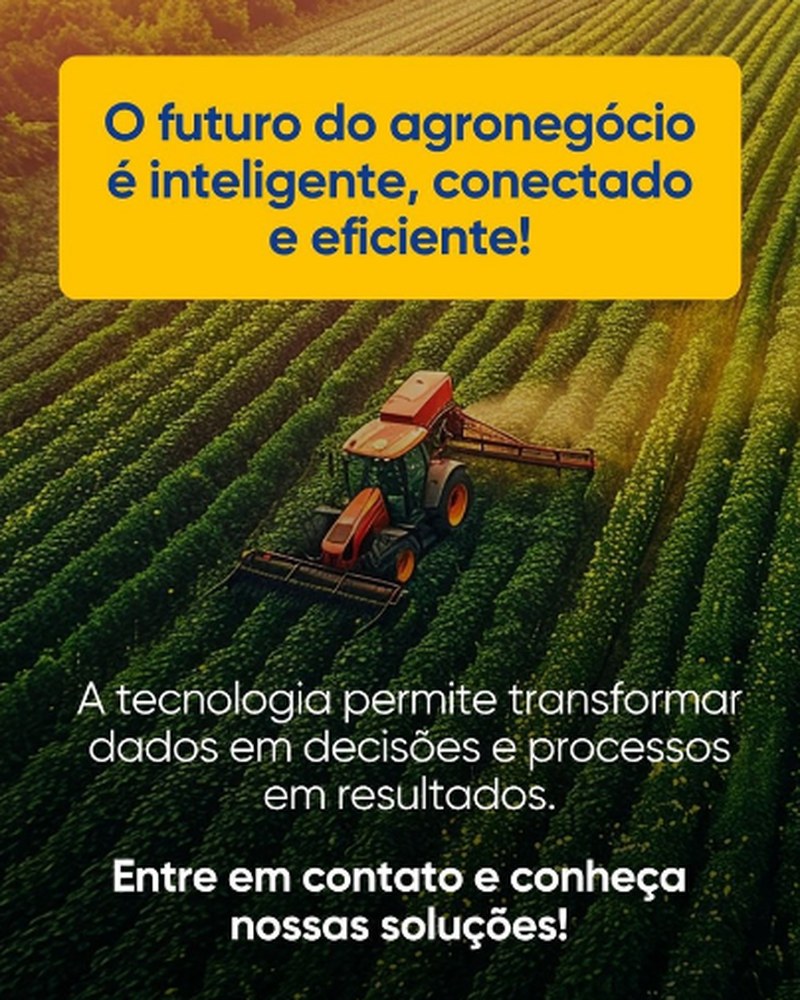 O futuro do agronegócio
é inteligente, conectado
e eficiente!
A tecnologia permite transformar
dados em decisões e processos
em resultados.
Entre em contato e conheça
nossas soluções!